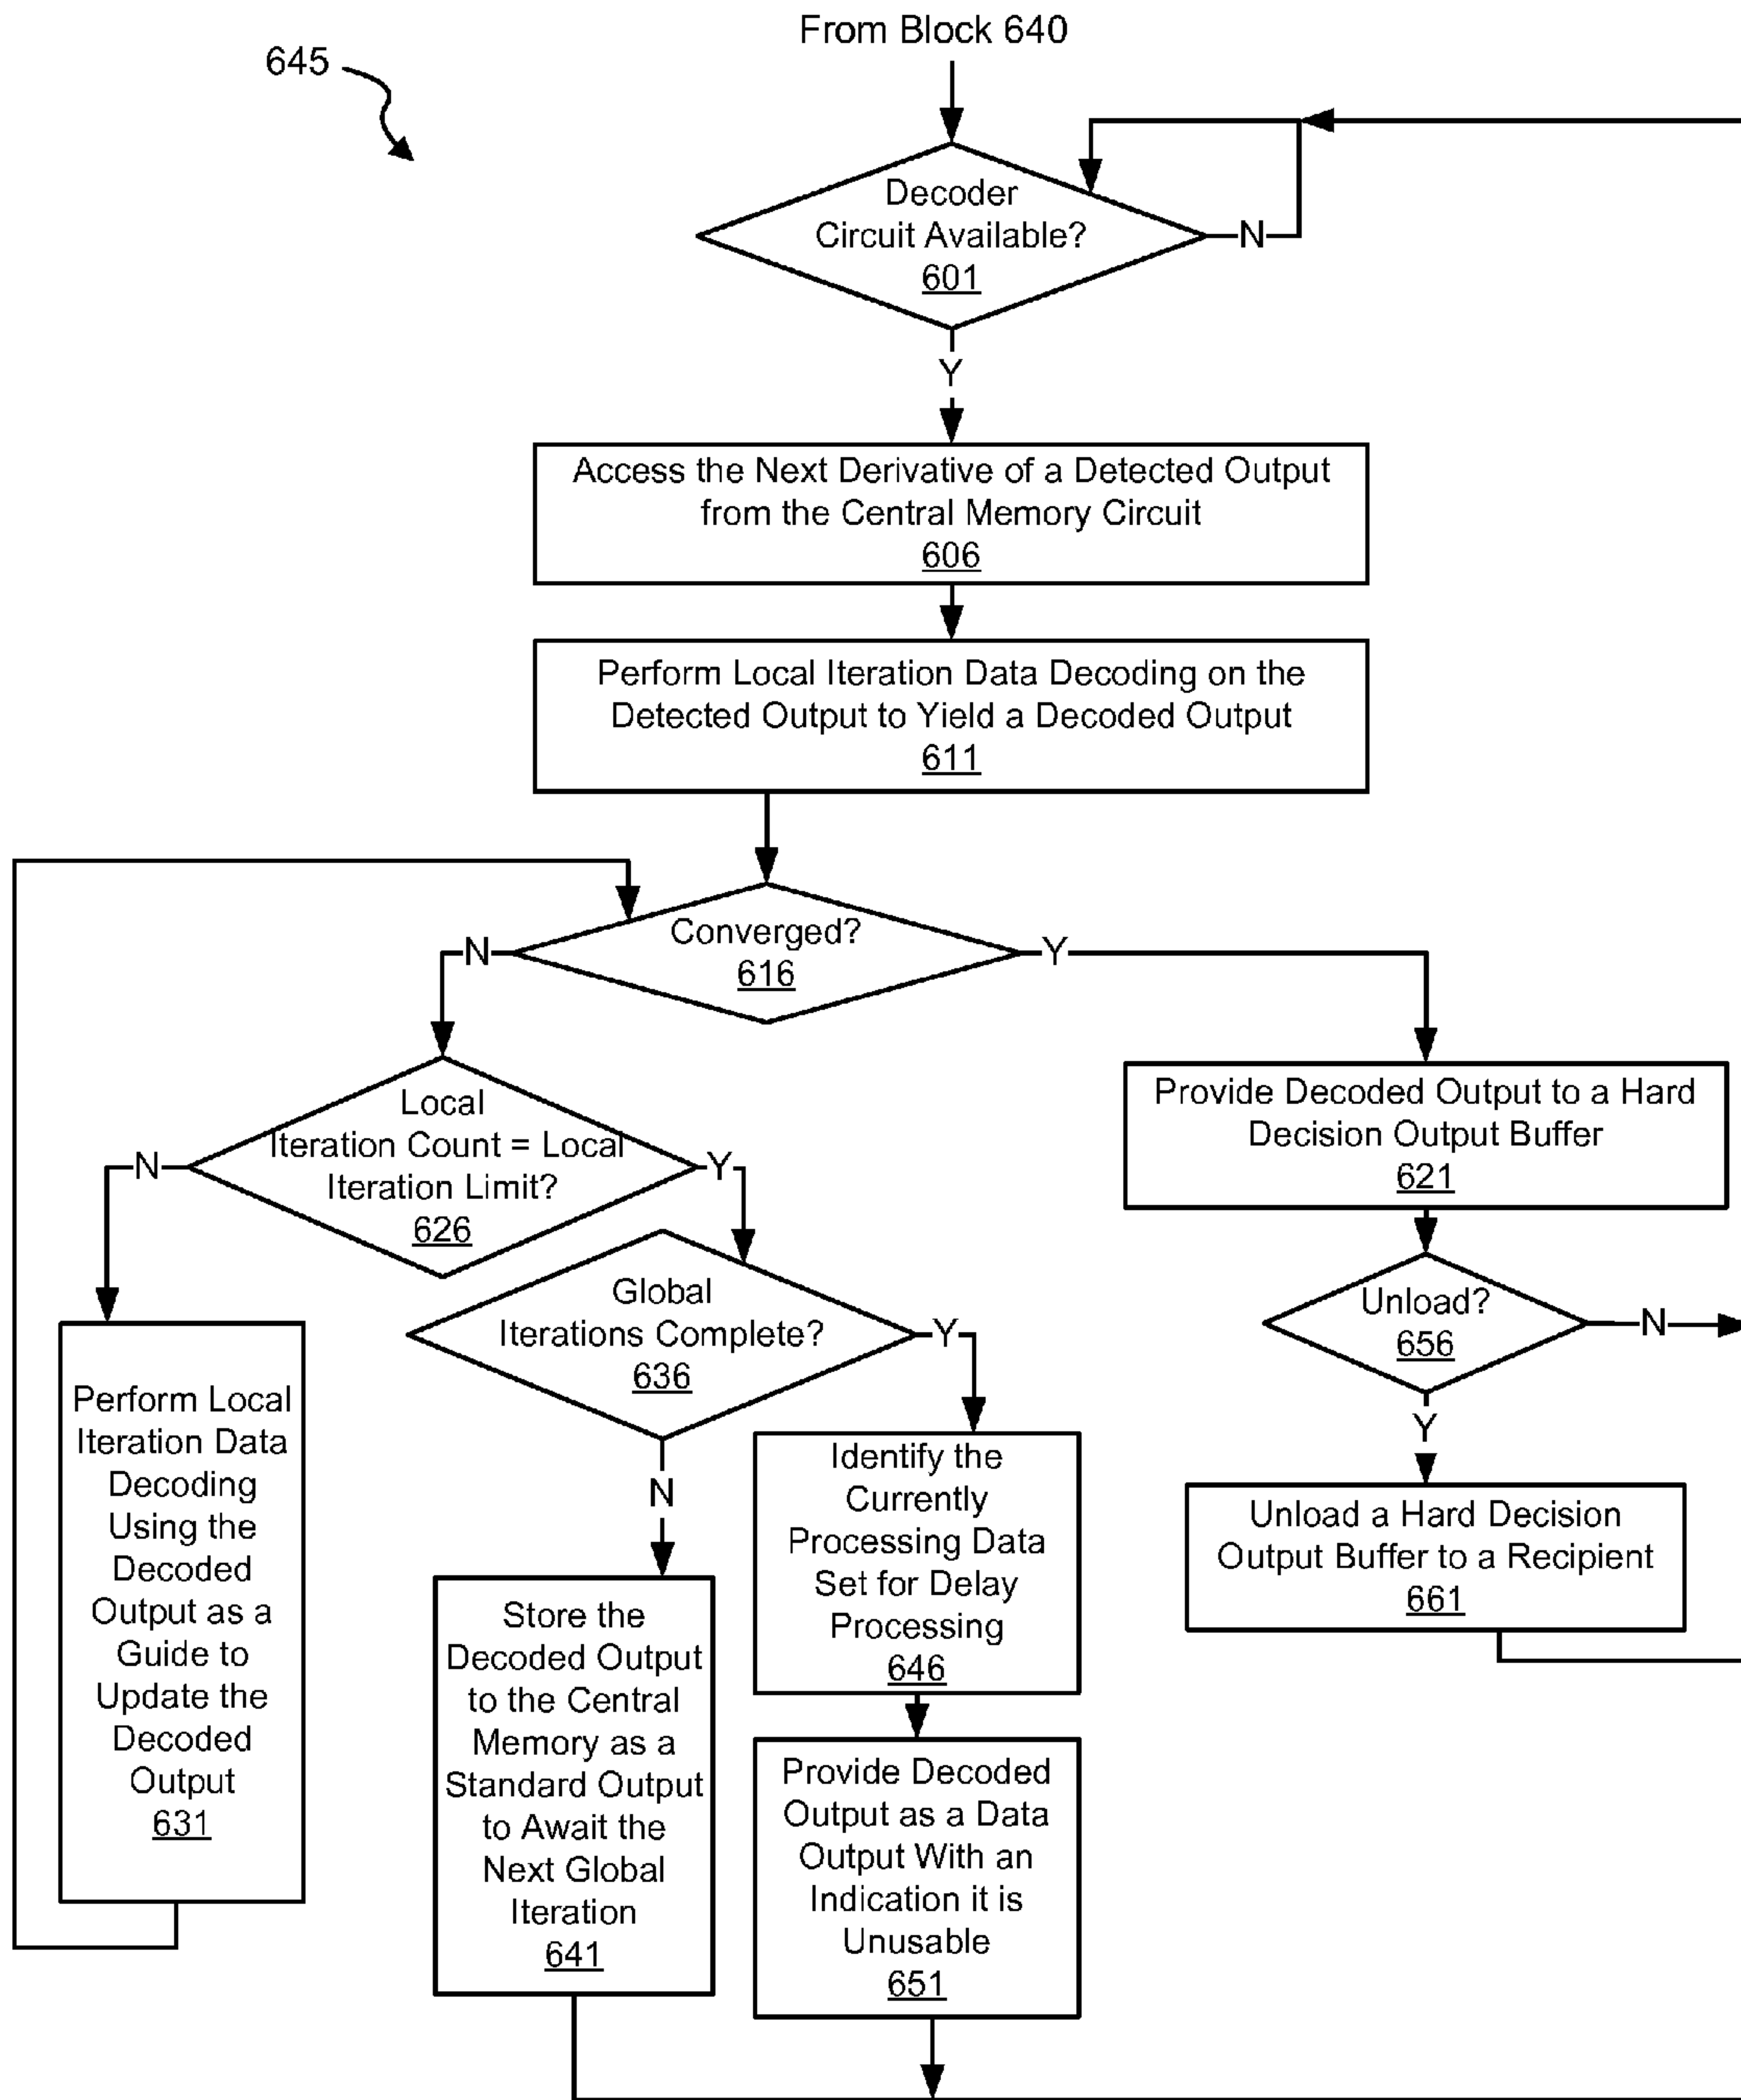 From Block 640
645
Decoder
Circuit Available?
601
N
Y
Access the Next Derivative of a Detected Output
from the Central Memory Circuit
606
Perform Local Iteration Data Decoding on the
Detected Output to Yield a Decoded Output
611
Converged?
616
N
Y
Local
Iteration Count = Local
Iteration Limit?
626
N
Y
Provide Decoded Output to a Hard
Decision Output Buffer
621
Global
Iterations Complete?
636
Y
N
Unload?
656
N
Y
Perform Local
Iteration Data
Decoding
Using the
Decoded
Output as a
Guide to
Update the
Decoded
Output
631
Identify the
Currently
Processing Data
Set for Delay
Processing
646
Unload a Hard Decision
Output Buffer to a Recipient
661
Store the
Decoded Output
to the Central
Memory as a
Standard Output
to Await the
Next Global
Iteration
641
Provide Decoded
Output as a Data
Output With an
Indication it is
Unusable
651